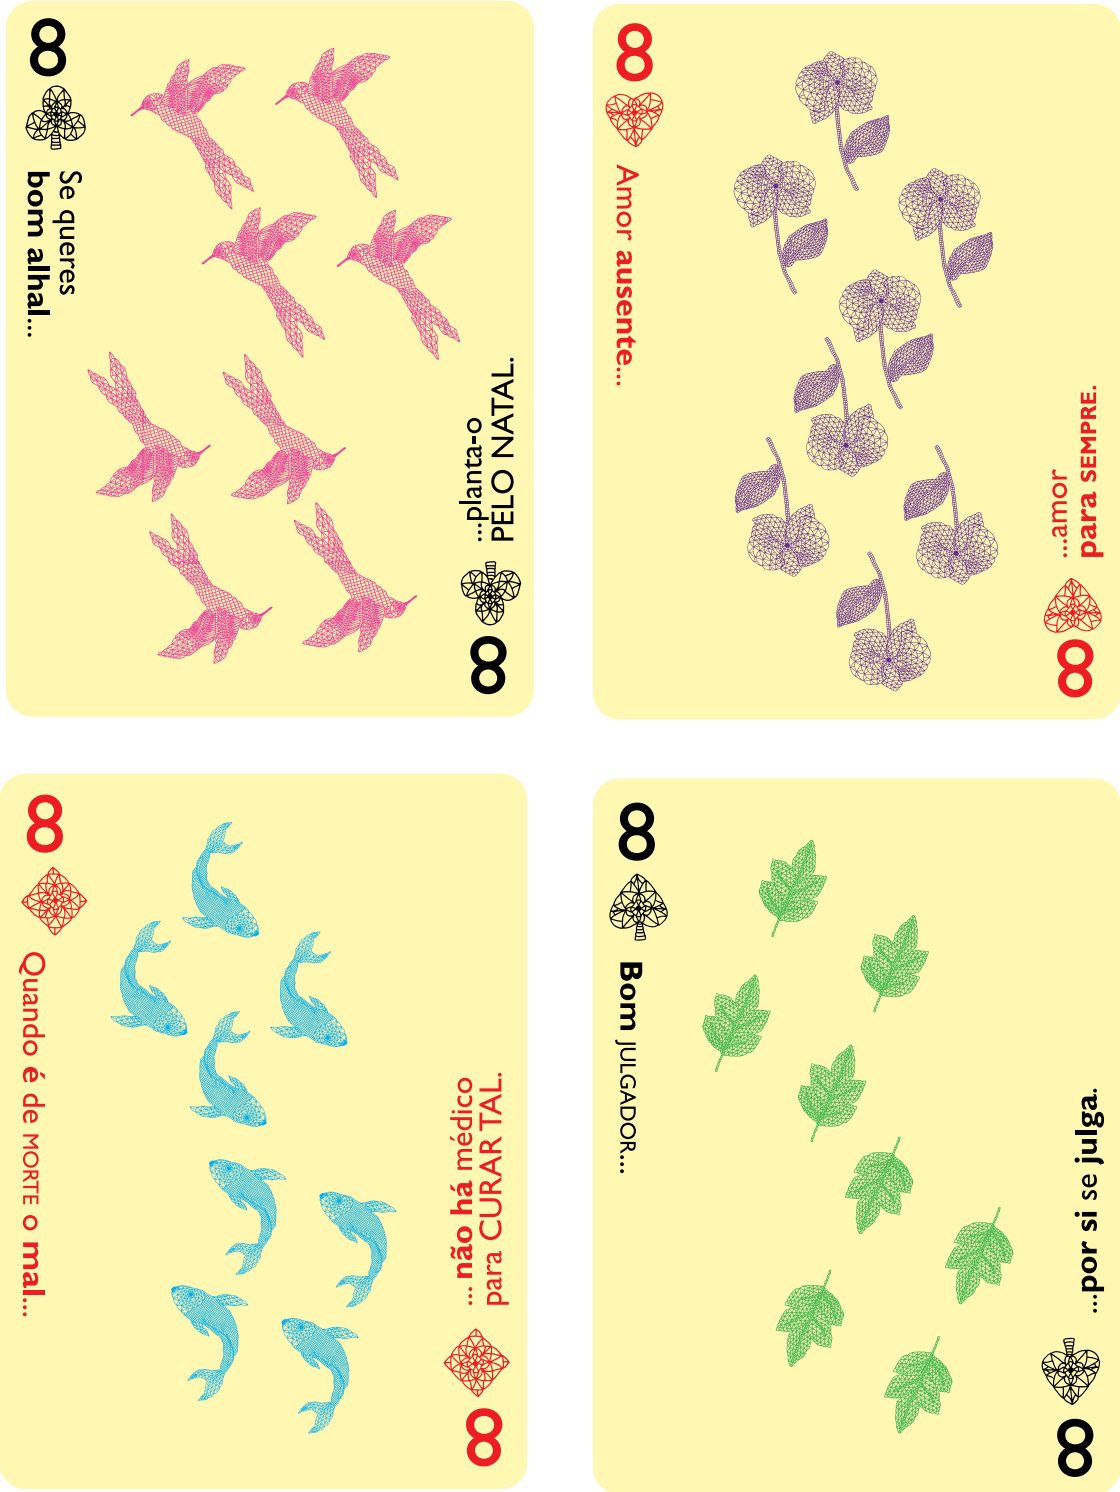 8
Se queres
bom alhal...
...planta-o
PELO NATAL.
8
8
Amor ausente...
...amor
para SEMPRE.
8
8
Quando é de MORTE o mal...
... não há médico
para CURAR TAL.
8
8
Bom JULGADOR...
...por si se julga.
8